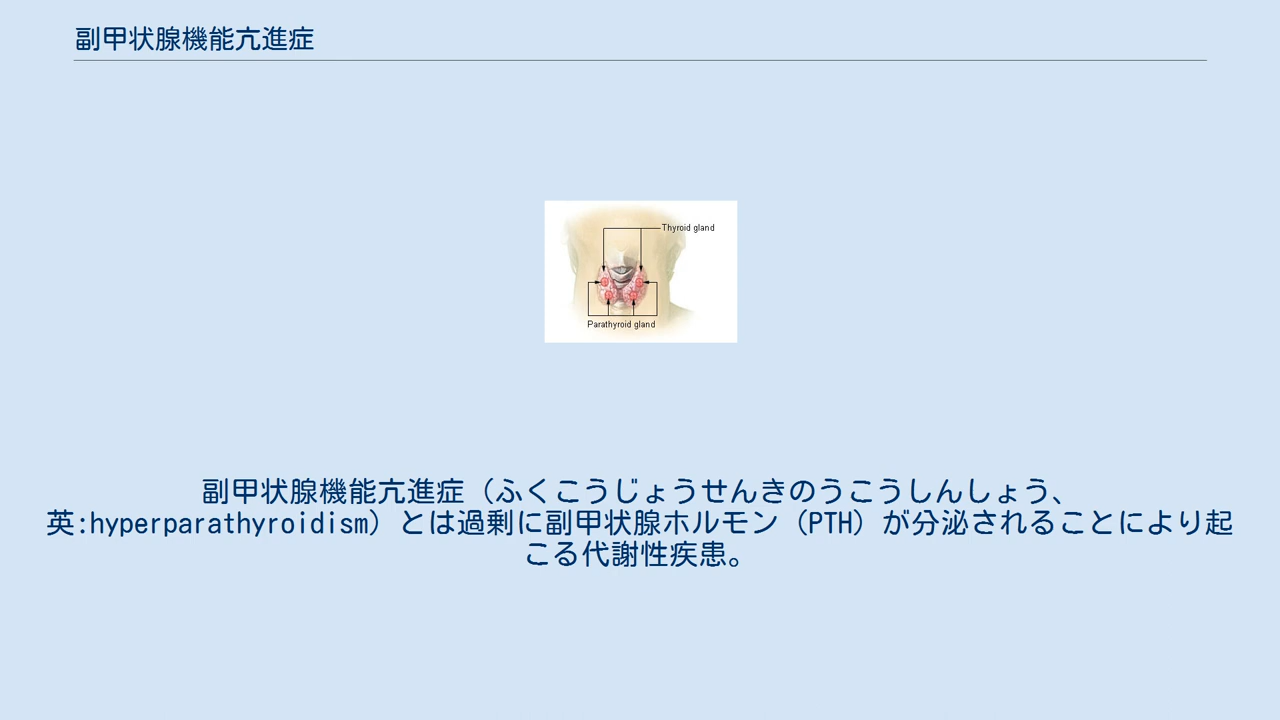 副甲状腺機能亢進症
Thyroid gland
Parathyroid gland
副甲状腺機能亢進症（ふくこうじょうせんきのうこうしんしょう、
英:hyperparathyroidism）とは過剰に副甲状腺ホルモン（PTH）が分泌されることにより起
こる代謝性疾患。